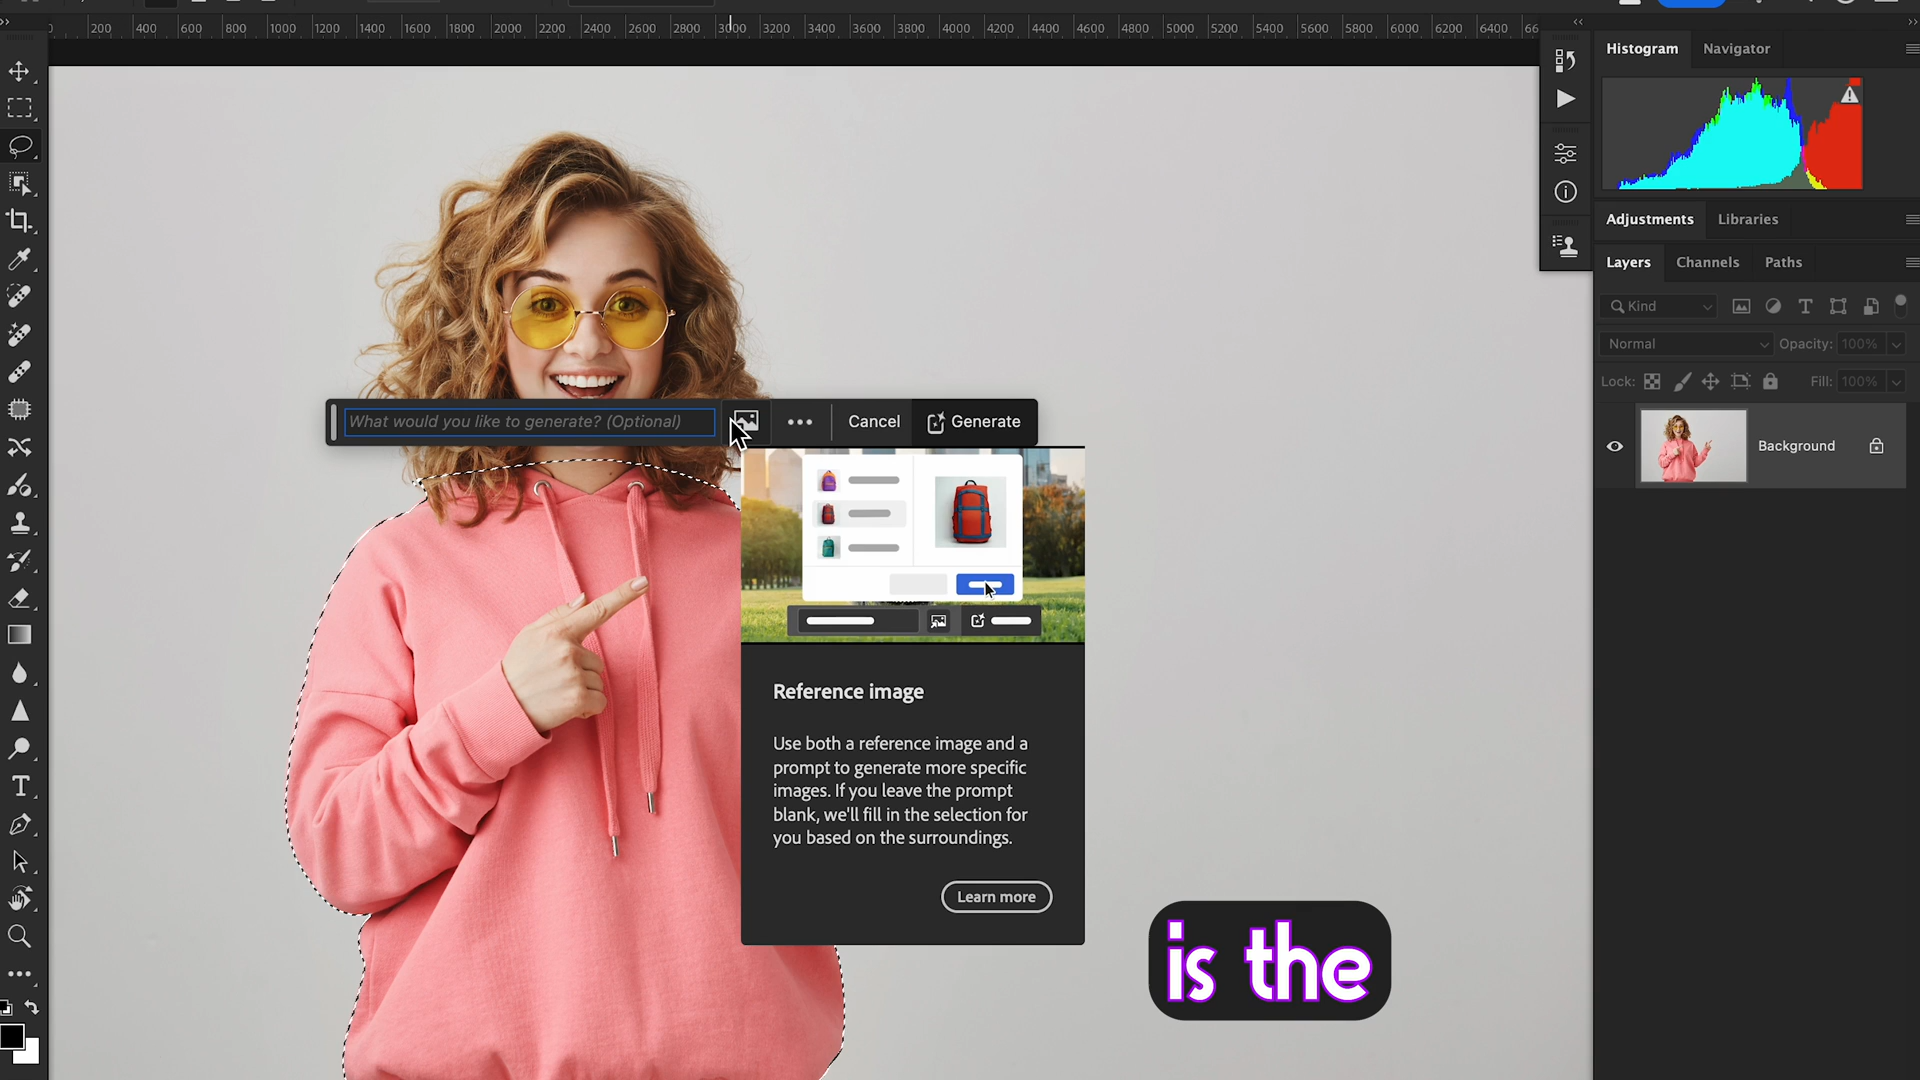 200 400 600 800 1000 1200 1400 1600 1800 2000 2200 2400 2600 2800 3000 3200 3400 3600 3800 4000 4200 4400 4600 4800 5000 5200 5400 5600 5800 6000 6200 6400
Histogram Navigator
Adjustments Libraries
Layers Channels Paths
Kind
Normal Opacity: 100%
Lock: Fill: 100%
Background
What would you like to generate? (Optional) Cancel Generate
Reference image
Use both a reference image and a
prompt to generate more specific
images. If you leave the prompt
blank, we'll fill in the selection for
you based on the surroundings.
Learn more
is the